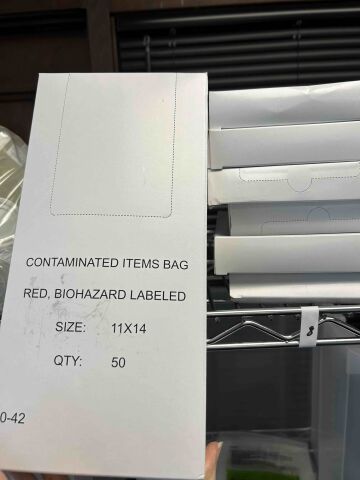 CONTAMINATED ITEMS BAG
RED, BIOHAZARD LABELED
SIZE: 11X14
QTY: 50
0-42